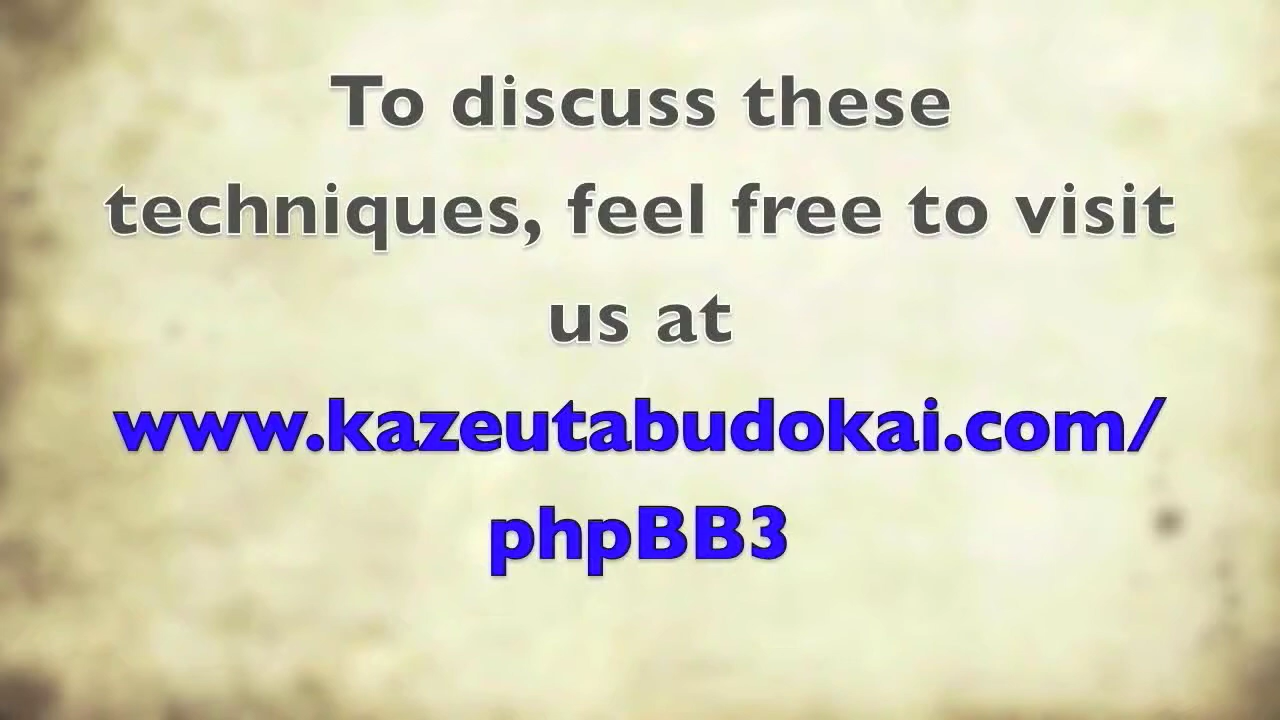 To discuss these
techniques, feel free to visit
us at
www.kazeutabudokai.com/
phpBB3